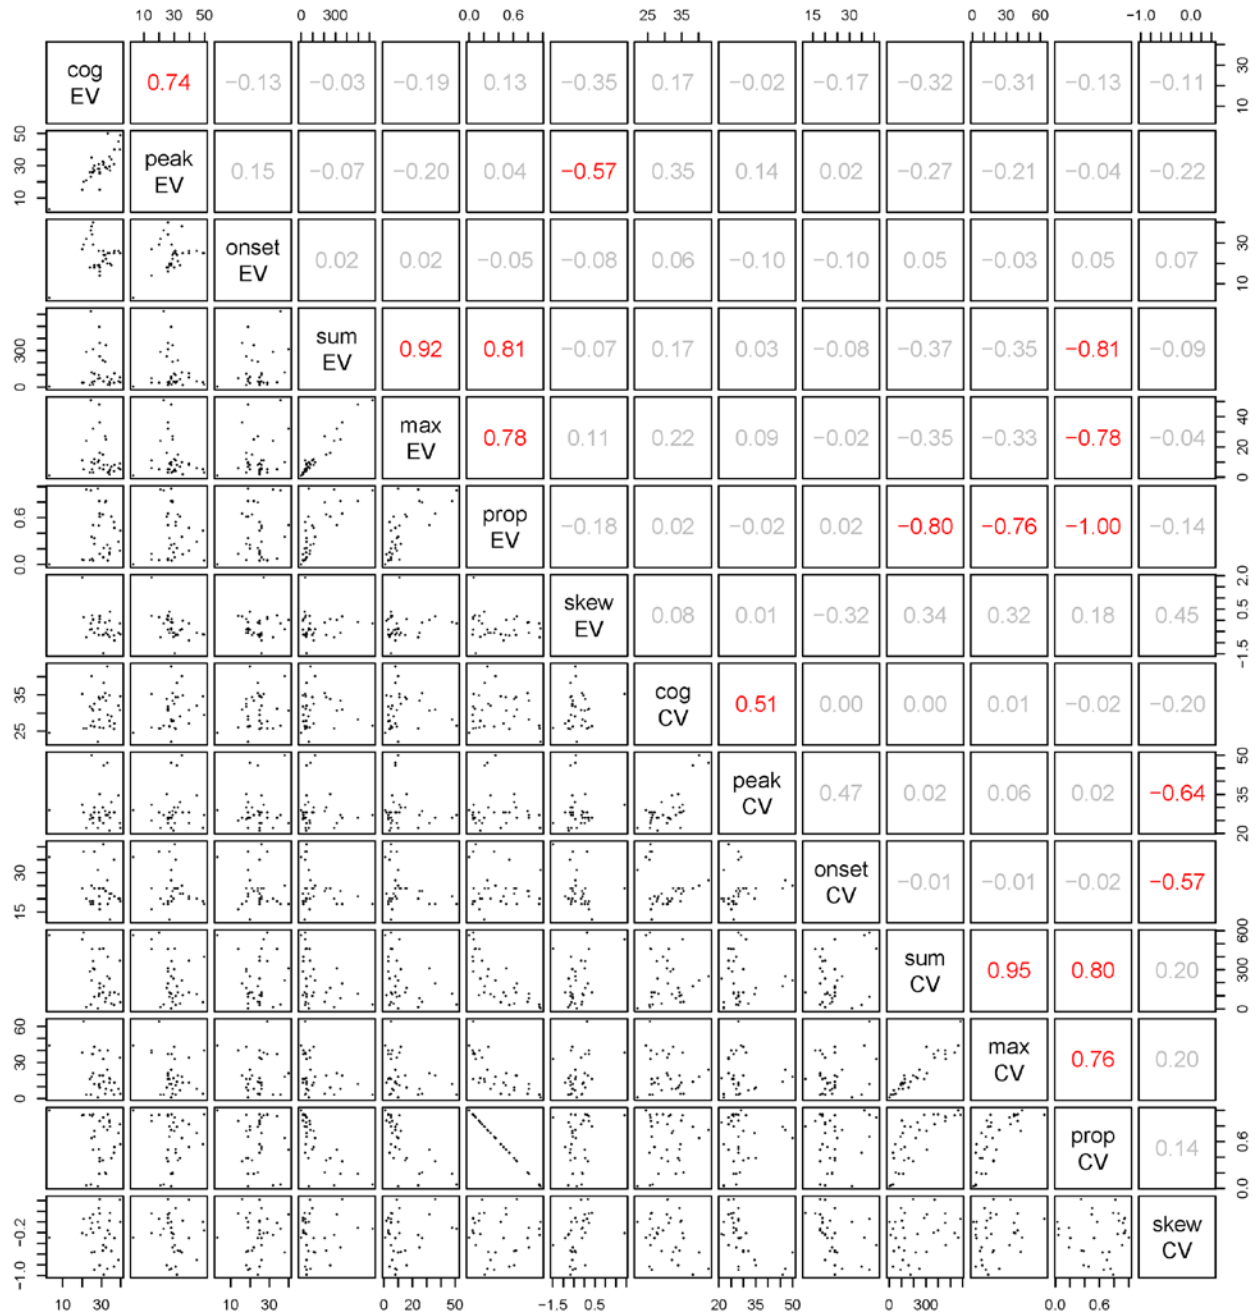 10 30 50 0 300 0.0 0.6 25 35 15 30 0 30 60 -1.0 0.0
cog
EV
0.74 −0.13 −0.03 −0.19 0.13 −0.35 0.17 −0.02 −0.17 −0.32 −0.31 −0.13 −0.11
10 30
10 30 50
peak
EV
0.15 −0.07 −0.20 0.04 −0.57 0.35 0.14 0.02 −0.27 −0.21 −0.04 −0.22
onset
EV
0.02 0.02 −0.05 −0.08 0.06 −0.10 −0.10 0.05 −0.03 0.05 0.07
10 30
0 300
sum
EV
0.92 0.81 −0.07 0.17 0.03 −0.08 −0.37 −0.35 −0.81 −0.09
max
EV
0.78 0.11 0.22 0.09 −0.02 −0.35 −0.33 −0.78 −0.04
0 20 40
0.0 0.6
prop
EV
−0.18 0.02 −0.02 0.02 −0.80 −0.76 −1.00 −0.14
skew
EV
0.08 0.01 −0.32 0.34 0.32 0.18 0.45
−1.5 0.5 2.0
25 35
cog
CV
0.51 0.00 0.00 0.01 −0.02 −0.20
peak
CV
0.47 0.02 0.06 0.02 −0.64
20 35 50
15 30
onset
CV
−0.01 −0.01 −0.02 −0.57
sum
CV
0.95 0.80 0.20
0 300 600
0 30 60
max
CV
0.76 0.20
prop
CV
0.14
0.0 0.6
−1.0 −0.2
skew
CV
10 30 10 30 0 20 50 −1.5 0.5 20 35 50 0 300 0.0 0.6